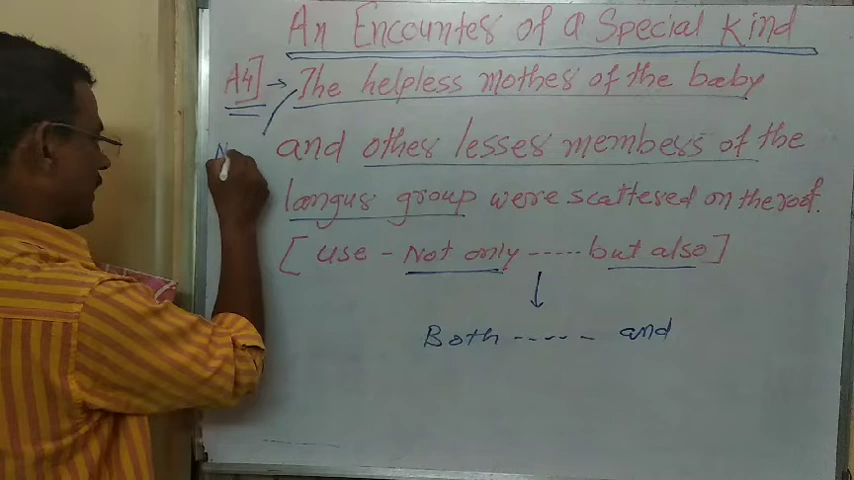 An Encounter of a Special Kind
A4] → The helpless mother of the baby
N
and other lesser members of the
langur group were scattered on the roof.
[ use - Not only ----- but also ]
↓
Both ----- and